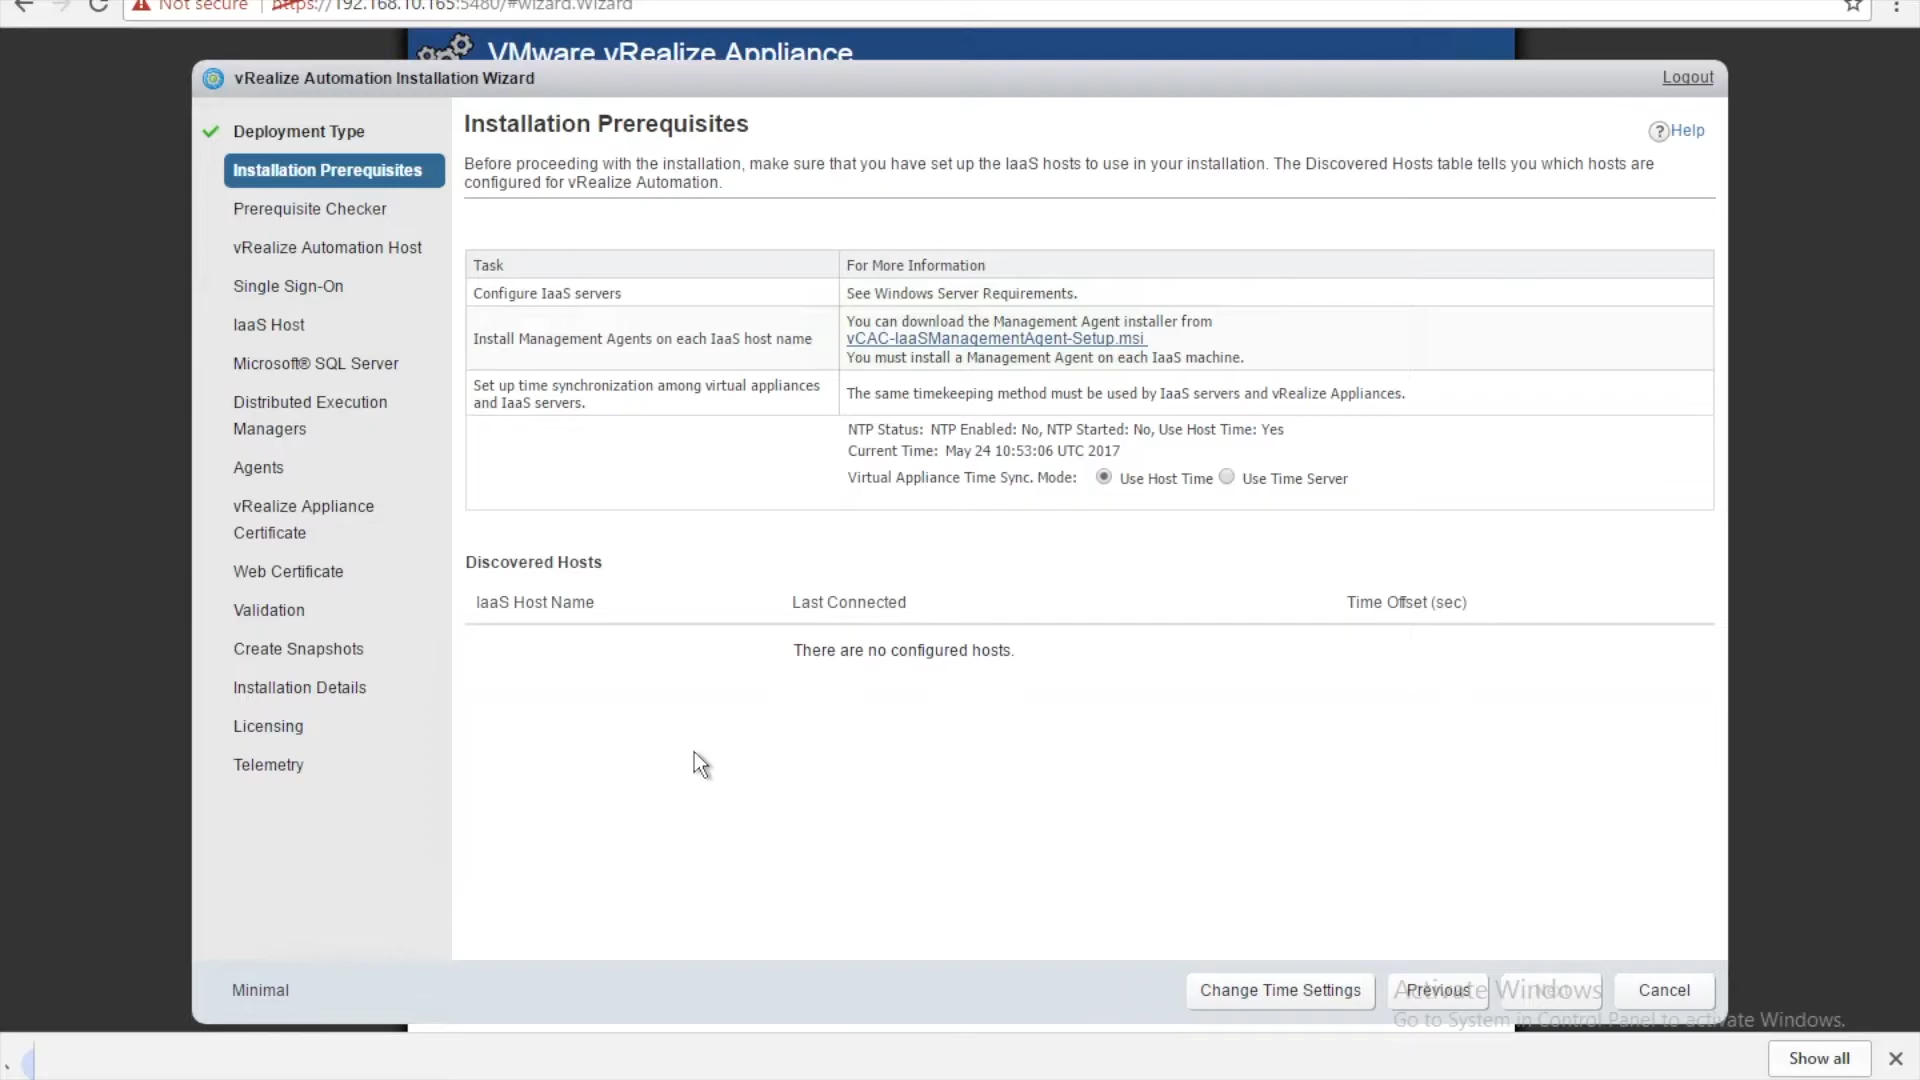 Not secure | https://192.168.10.165:5480/#wizard.Wizard
VMware vRealize Appliance
vRealize Automation Installation Wizard
Logout
Deployment Type
Installation Prerequisites
Prerequisite Checker
vRealize Automation Host
Single Sign-On
IaaS Host
Microsoft® SQL Server
Distributed Execution
Managers
Agents
vRealize Appliance
Certificate
Web Certificate
Validation
Create Snapshots
Installation Details
Licensing
Telemetry
Minimal
Installation Prerequisites
Help
Before proceeding with the installation, make sure that you have set up the IaaS hosts to use in your installation. The Discovered Hosts table tells you which hosts are
configured for vRealize Automation.
Task
For More Information
Configure IaaS servers
See Windows Server Requirements.
Install Management Agents on each IaaS host name
You can download the Management Agent installer from
vCAC-IaaSManagementAgent-Setup.msi
You must install a Management Agent on each IaaS machine.
Set up time synchronization among virtual appliances
and IaaS servers.
The same timekeeping method must be used by IaaS servers and vRealize Appliances.
NTP Status: NTP Enabled: No, NTP Started: No, Use Host Time: Yes
Current Time: May 24 10:53:06 UTC 2017
Virtual Appliance Time Sync. Mode: Use Host Time Use Time Server
Discovered Hosts
IaaS Host Name
Last Connected
Time Offset (sec)
There are no configured hosts.
Change Time Settings
Previous
Next
Cancel
Activate Windows
Go to System in Control Panel to activate Windows.
Show all